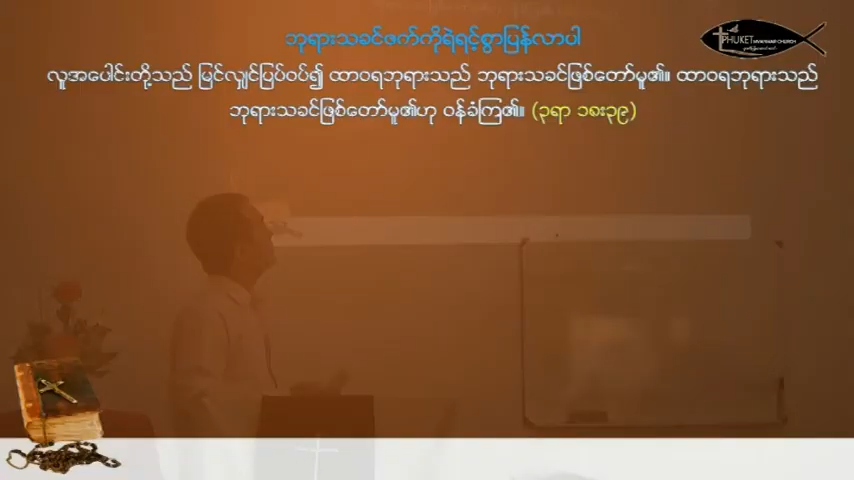 ဘုရားသခင်ဇက်ကိုရဲရင့်စွာပြန်လာပါ
လူအပေါင်းတို့သည် မြင်လျှင်ပြပ်ဝပ်၍ ထာဝရဘုရားသည် ဘုရားသခင်ဖြစ်တော်မူ၏။ ထာဝရဘုရားသည်
ဘုရားသခင်ဖြစ်တော်မူ၏ဟု ဝန်ခံကြ၏။ (၃ရာ ၁၈း၃၉)
PHUKET MYANMAR CHURCH